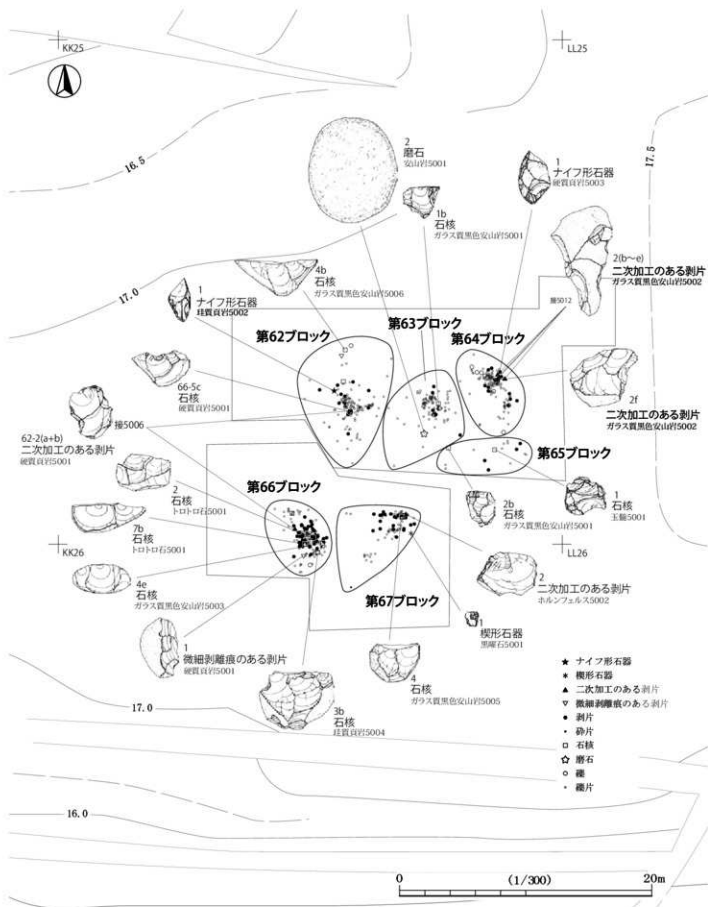 KK25
LL25
16.5
17.5
2
磨石
安山岩5001
1
ナイフ形石器
硬質頁岩5003
1b
石核
ガラス質黒色安山岩5001
2(b〜e)
二次加工のある剥片
ガラス質黒色安山岩5002
4b
石核
ガラス質黒色安山岩5006
17.0
1
ナイフ形石器
珪質頁岩5002
接5012
第62ブロック
第63ブロック
第64ブロック
66-5c
石核
硬質頁岩5001
2f
二次加工のある剥片
ガラス質黒色安山岩5002
接5006
62-2(a+b)
二次加工のある剥片
硬質頁岩5001
第65ブロック
第66ブロック
2
石核
トロトロ石5001
2b
石核
ガラス質黒色安山岩5001
1
石核
玉髄5001
7b
石核
トロトロ石5001
KK26
LL26
第67ブロック
4e
石核
ガラス質黒色安山岩5003
2
二次加工のある剥片
ホルンフェルス5002
1
楔形石器
黒曜石5001
1
微細剥離痕のある剥片
硬質頁岩5001
4
石核
ガラス質黒色安山岩5005
3b
石核
珪質頁岩5004
17.0
16.0
★ ナイフ形石器
* 楔形石器
▲ 二次加工のある剥片
▽ 微細剥離痕のある剥片
● 剥片
・ 砕片
□ 石核
☆ 磨石
○ 礫
・ 礫片
0 (1/300) 20m